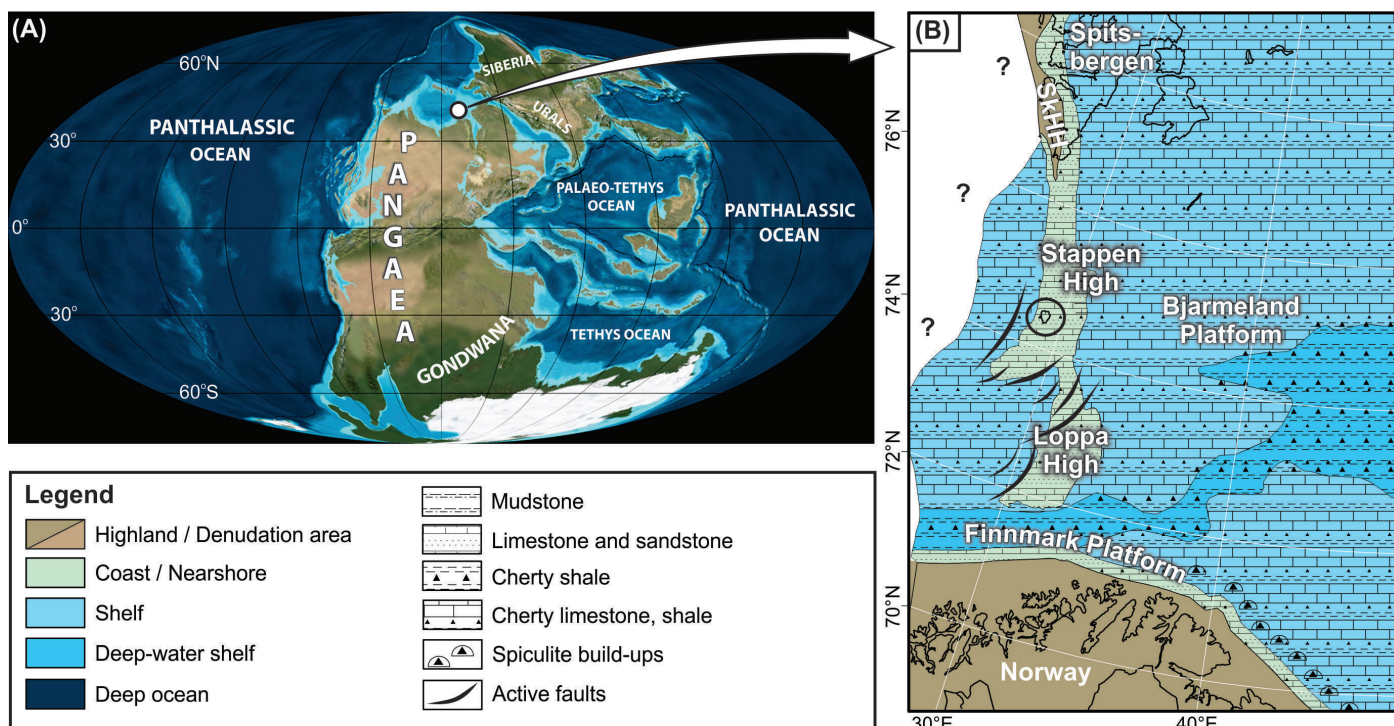 (A)
60°N
30°
0°
30°
60°S
PANTHALASSIC
OCEAN
PANGAEA
SIBERIA
URALS
PALAEO-TETHYS
OCEAN
PANTHALASSIC
OCEAN
TETHYS OCEAN
GONDWANA
(B)
Spits-
bergen
SkHH
?
?
?
76°N
74°N
72°N
70°N
Stappen
High
Bjarmeland
Platform
Loppa
High
Finnmark Platform
Norway
30°E
40°E
Legend
Highland / Denudation area
Coast / Nearshore
Shelf
Deep-water shelf
Deep ocean
Mudstone
Limestone and sandstone
Cherty shale
Cherty limestone, shale
Spiculite build-ups
Active faults